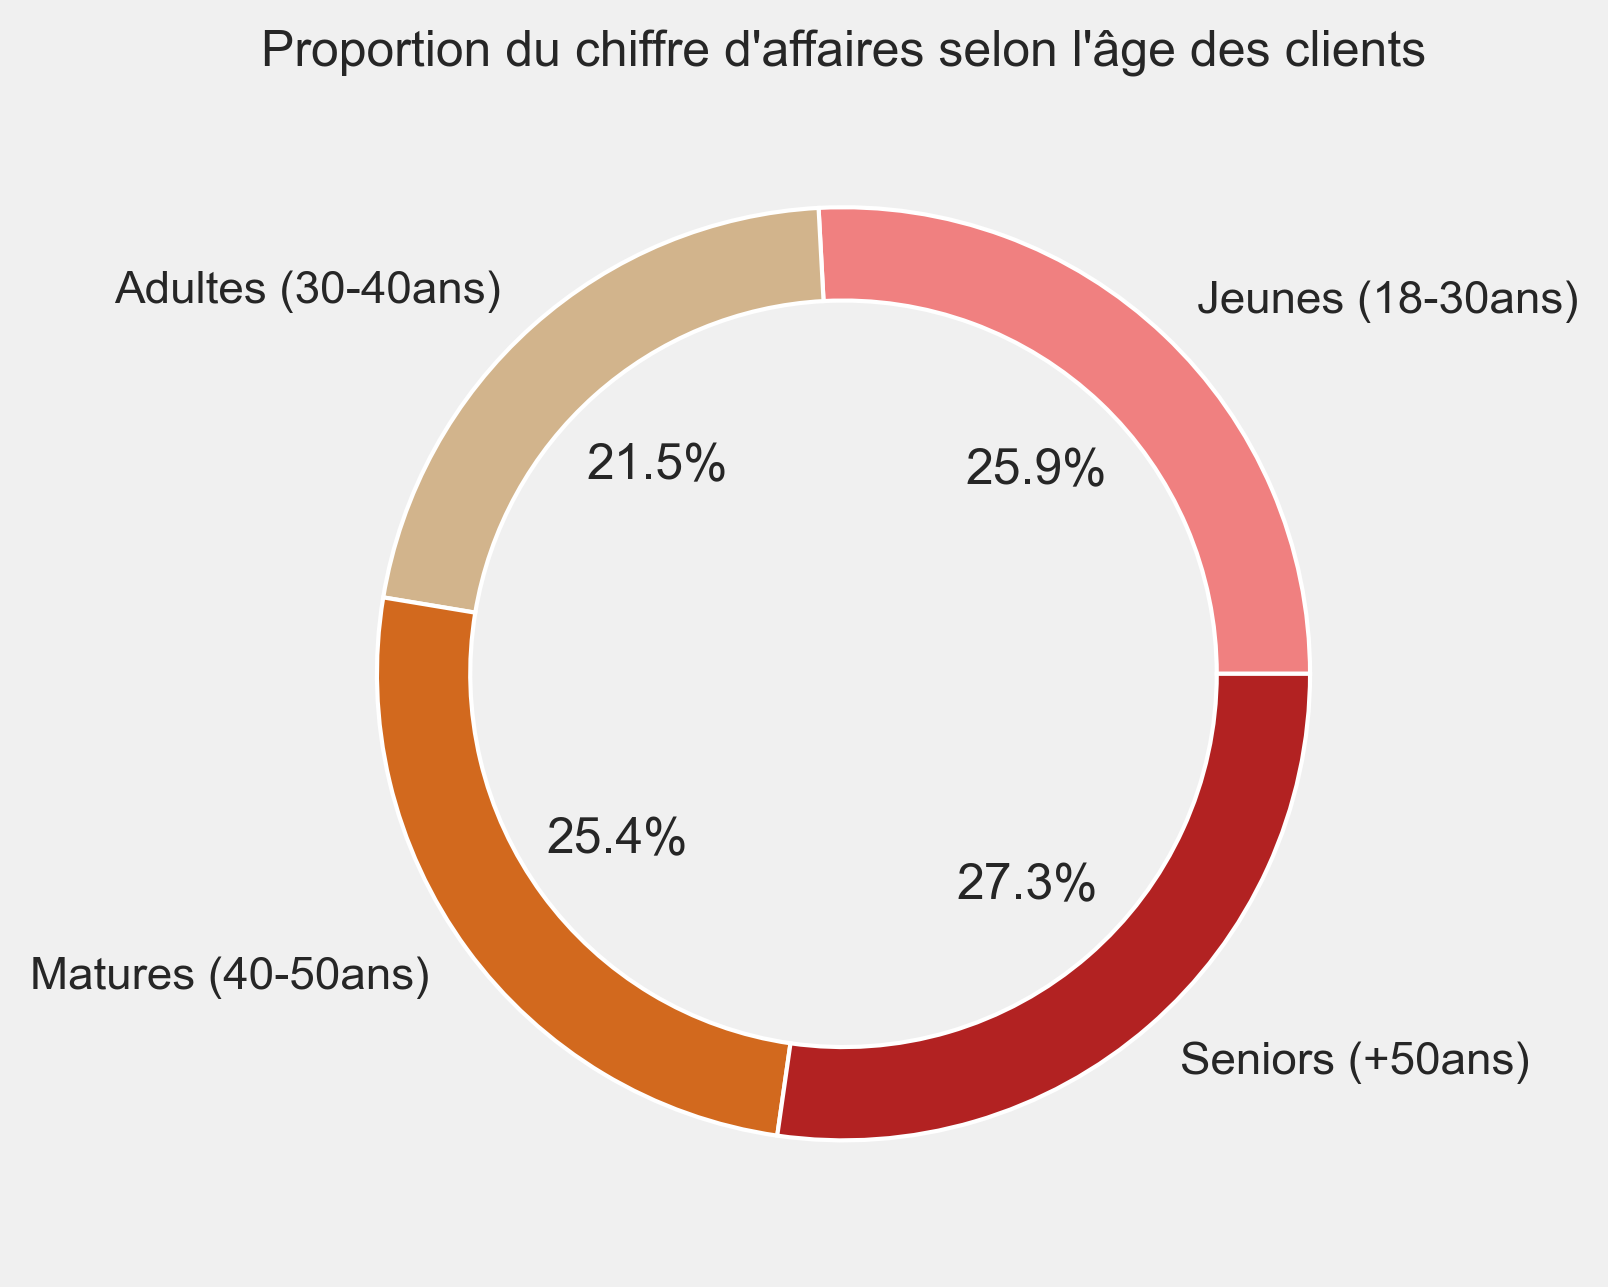 Proportion du chiffre d'affaires selon l'âge des clients
Adultes (30-40ans)
Jeunes (18-30ans)
21.5%
25.9%
25.4%
27.3%
Matures (40-50ans)
Seniors (+50ans)